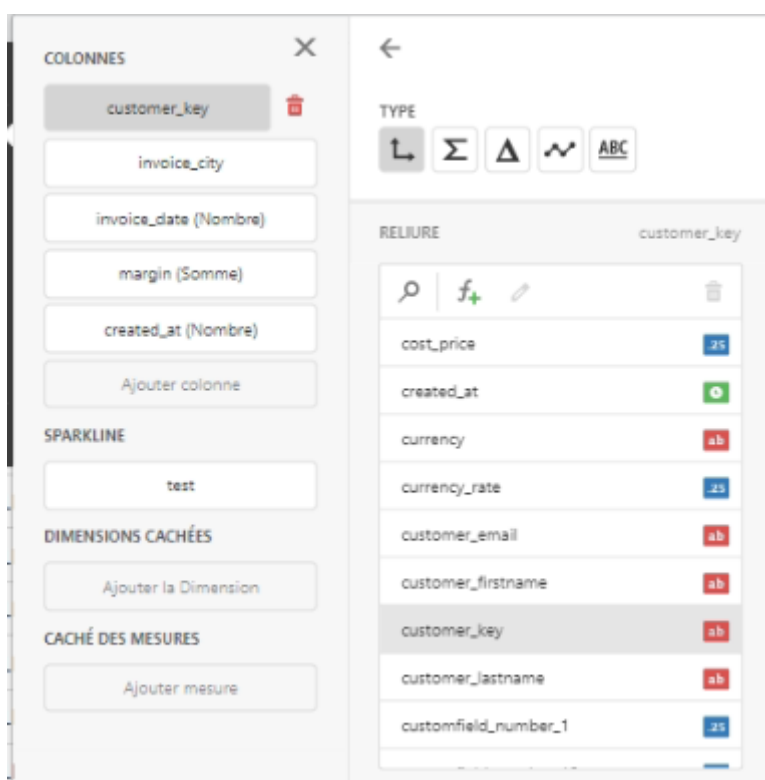 COLONNES
customer_key
invoice_city
invoice_date (Nombre)
margin (Somme)
created_at (Nombre)
Ajouter colonne
SPARKLINE
test
DIMENSIONS CACHÉES
Ajouter la Dimension
CACHÉ DES MESURES
Ajouter mesure
TYPE
Σ Δ ABC
RELIURE customer_key
f+
cost_price .25
created_at
currency ab
currency_rate .25
customer_email ab
customer_firstname ab
customer_key ab
customer_lastname ab
customfield_number_1 .25